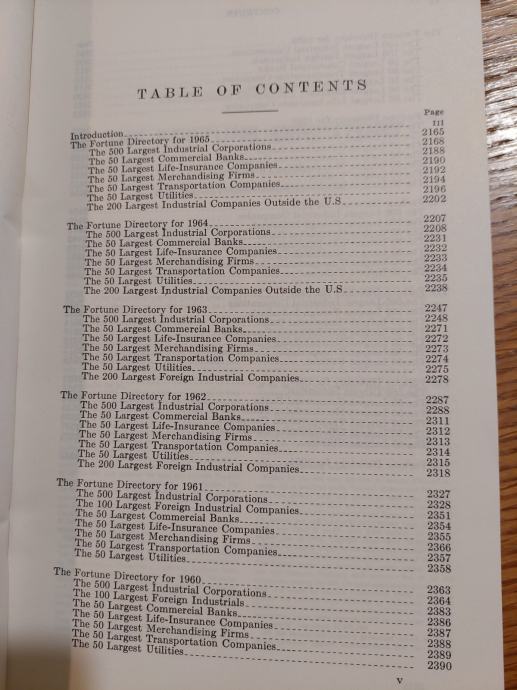 TABLE OF CONTENTS
Page
Introduction III
The Fortune Directory for 1965 2165
The 500 Largest Industrial Corporations 2168
The 50 Largest Commercial Banks 2188
The 50 Largest Life-Insurance Companies 2190
The 50 Largest Merchandising Firms 2192
The 50 Largest Transportation Companies 2194
The 50 Largest Utilities 2196
The 200 Largest Industrial Companies Outside the U.S 2202
The Fortune Directory for 1964 2207
The 500 Largest Industrial Corporations 2208
The 50 Largest Commercial Banks 2231
The 50 Largest Life-Insurance Companies 2232
The 50 Largest Merchandising Firms 2233
The 50 Largest Transportation Companies 2234
The 50 Largest Utilities 2235
The 200 Largest Industrial Companies Outside the U.S 2238
The Fortune Directory for 1963 2247
The 500 Largest Industrial Corporations 2248
The 50 Largest Commercial Banks 2271
The 50 Largest Life-Insurance Companies 2272
The 50 Largest Merchandising Firms 2273
The 50 Largest Transportation Companies 2274
The 50 Largest Utilities 2275
The 200 Largest Foreign Industrial Companies 2278
The Fortune Directory for 1962 2287
The 500 Largest Industrial Corporations 2288
The 50 Largest Commercial Banks 2311
The 50 Largest Life-Insurance Companies 2312
The 50 Largest Merchandising Firms 2313
The 50 Largest Transportation Companies 2314
The 50 Largest Utilities 2315
The 200 Largest Foreign Industrial Companies 2318
The Fortune Directory for 1961 2327
The 500 Largest Industrial Corporations 2328
The 100 Largest Foreign Industrial Companies 2351
The 50 Largest Commercial Banks 2354
The 50 Largest Life-Insurance Companies 2355
The 50 Largest Merchandising Firms 2366
The 50 Largest Transportation Companies 2357
The 50 Largest Utilities 2358
The Fortune Directory for 1960 2363
The 500 Largest Industrial Corporations 2364
The 100 Largest Foreign Industrials 2383
The 50 Largest Commercial Banks 2386
The 50 Largest Life-Insurance Companies 2387
The 50 Largest Merchandising Firms 2388
The 50 Largest Transportation Companies 2389
The 50 Largest Utilities 2390
v